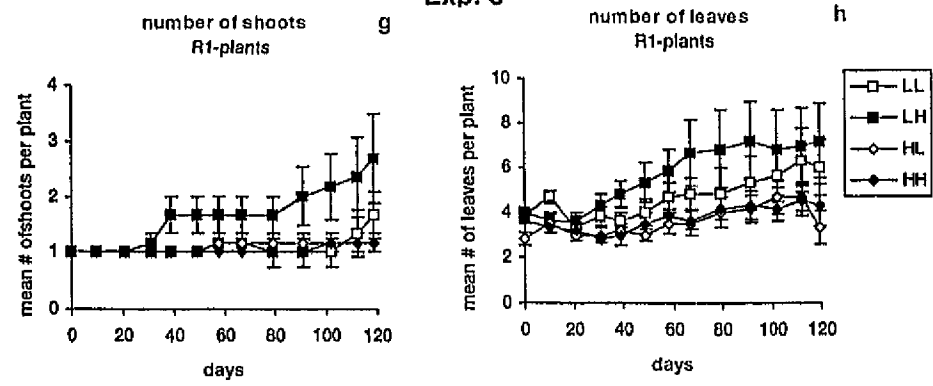 number of shoots
R1-plants
g
mean # ofshoots per plant
4
3
2
1
0
0 20 40 60 80 100 120
days
number of leaves
R1-plants
h
mean # of leaves per plant
10
8
6
4
2
0
0 20 40 60 80 100 120
days
LL
LH
HL
HH